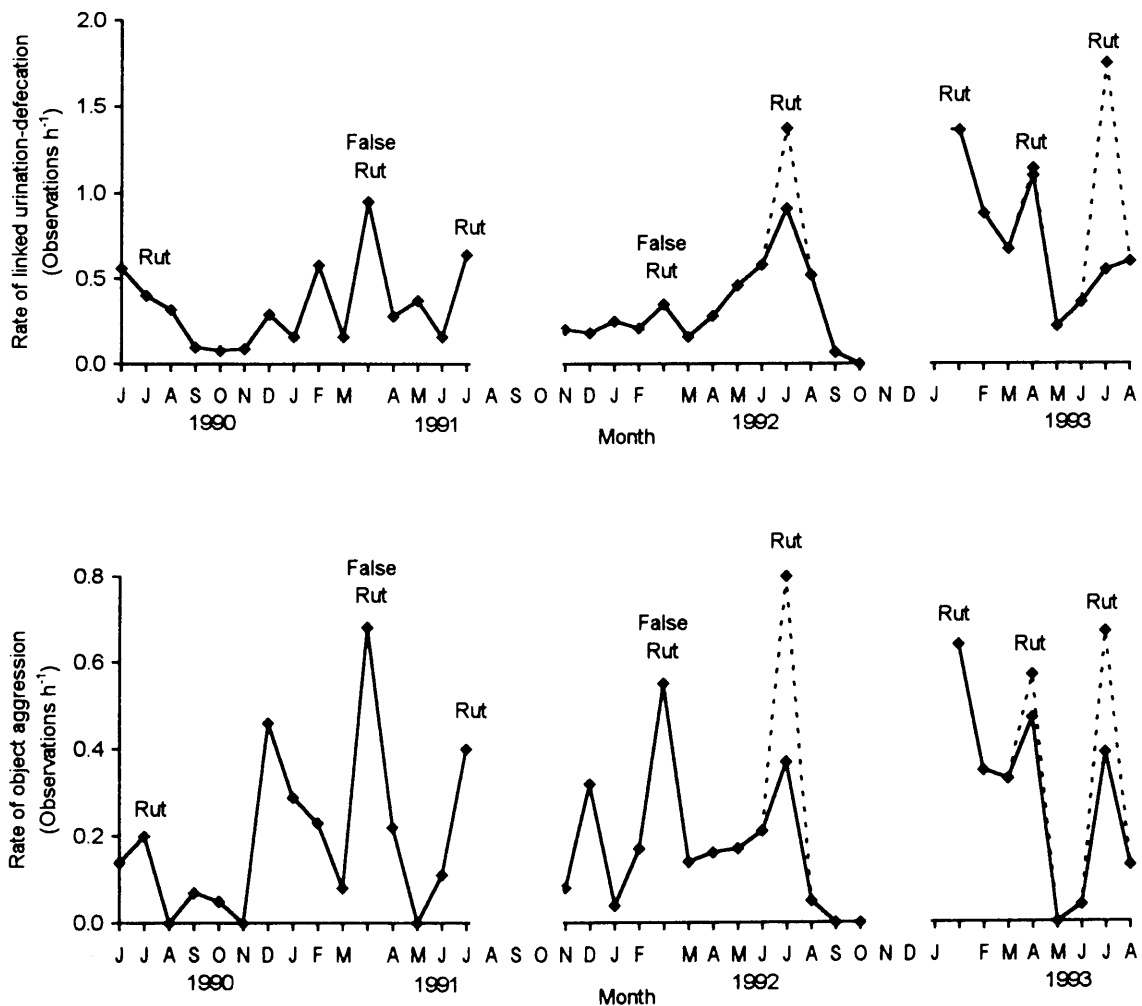 Rate of linked urination-defecation
(Observations h⁻¹)
2.0
1.5
1.0
0.5
0.0
Rut
False
Rut
Rut
False
Rut
Rut
Rut
Rut
Rut
J J A S O N D J F M A M J J A S O N D J F M A M J J A S O N D J F M A M J J A
1990 1991 1992 1993
Month
Rate of object aggression
(Observations h⁻¹)
0.8
0.6
0.4
0.2
0.0
Rut
False
Rut
Rut
False
Rut
Rut
Rut
Rut
Rut
J J A S O N D J F M A M J J A S O N D J F M A M J J A S O N D J F M A M J J A
1990 1991 1992 1993
Month